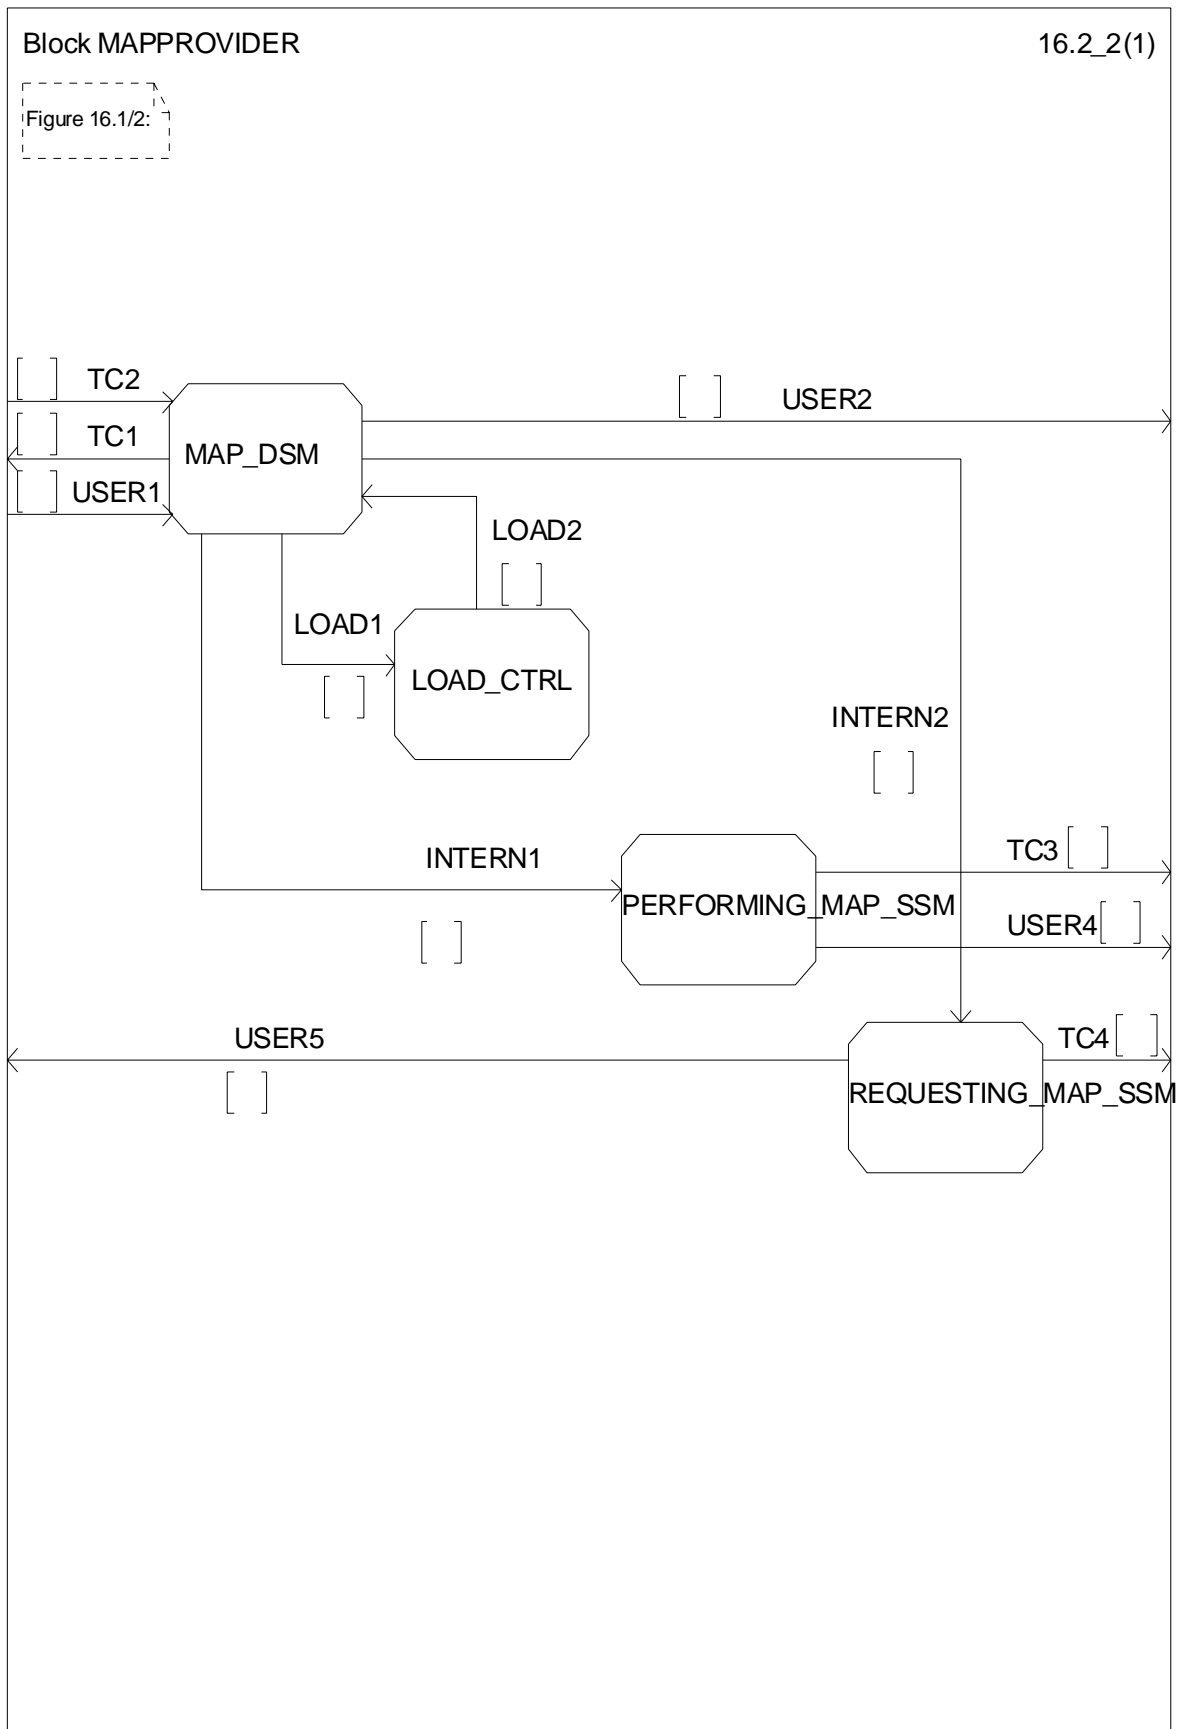 Block MAPPROVIDER
16.2_2(1)
Figure 16.1/2:
[ ] TC2
[ ] USER2
[ ] TC1
MAP_DSM
[ ] USER1
LOAD2
[ ]
LOAD1
LOAD_CTRL
[ ]
INTERN2
[ ]
INTERN1
TC3 [ ]
PERFORMING_MAP_SSM
USER4 [ ]
[ ]
USER5
TC4 [ ]
[ ]
REQUESTING_MAP_SSM